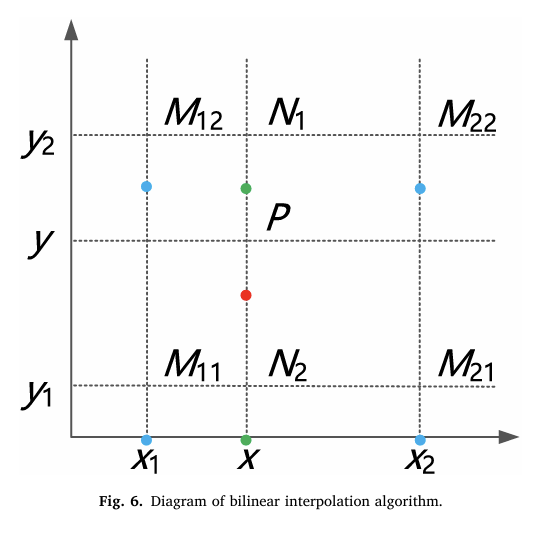 M12 N1 M22
y2
P
y
M11 N2 M21
y1
x1 x x2
Fig. 6. Diagram of bilinear interpolation algorithm.